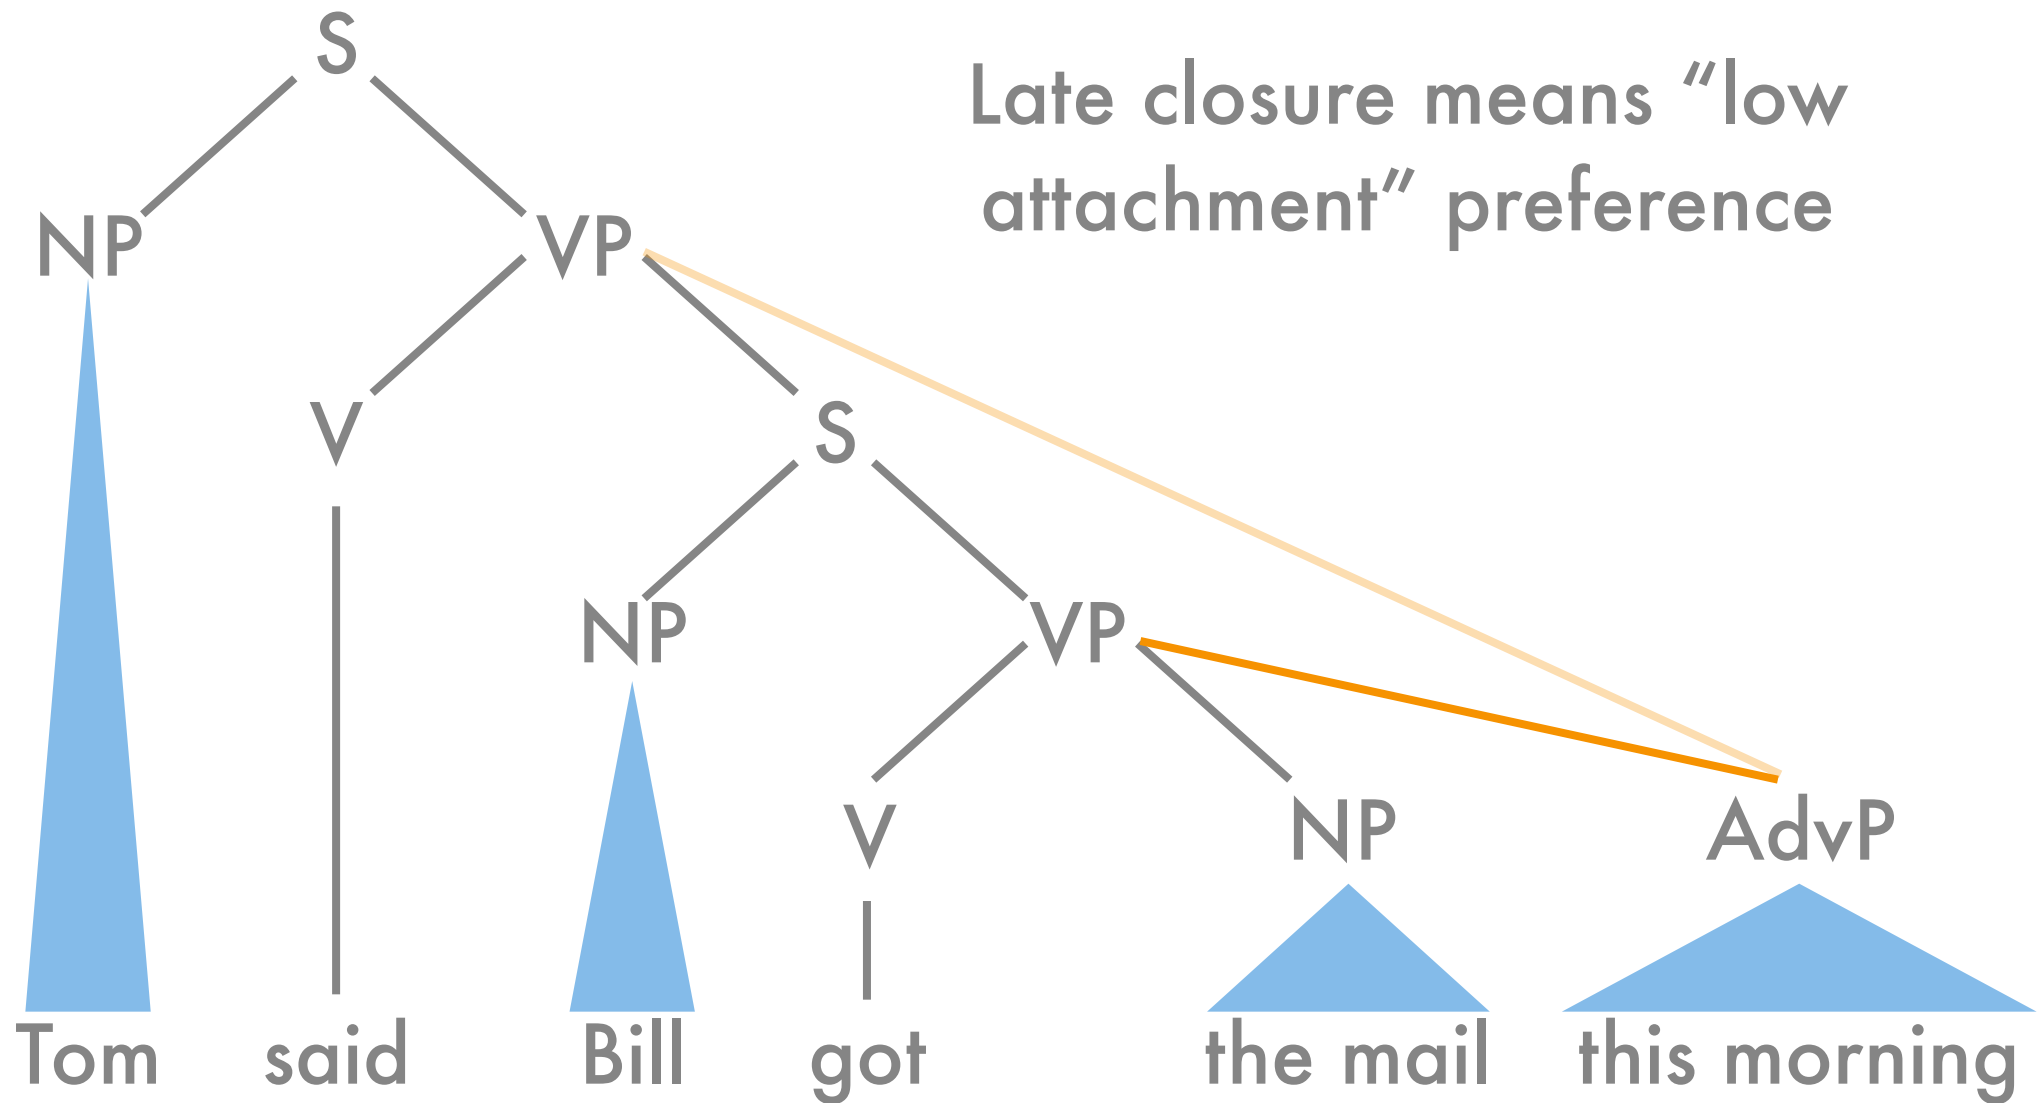 S
Late closure means “low
attachment” preference
NP VP
V S
NP VP
V NP AdvP
Tom said Bill got the mail this morning